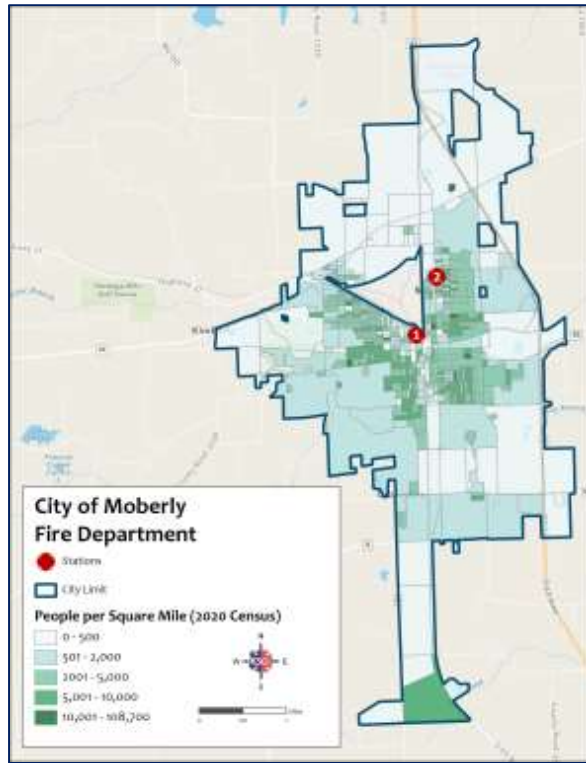 2
1
City of Moberly
Fire Department
Stations
City Limit
People per Square Mile (2020 Census)
0 - 500
501 - 2,000
2001 - 5,000
5,001 - 10,000
10,001 - 108,700
N
W
E
S